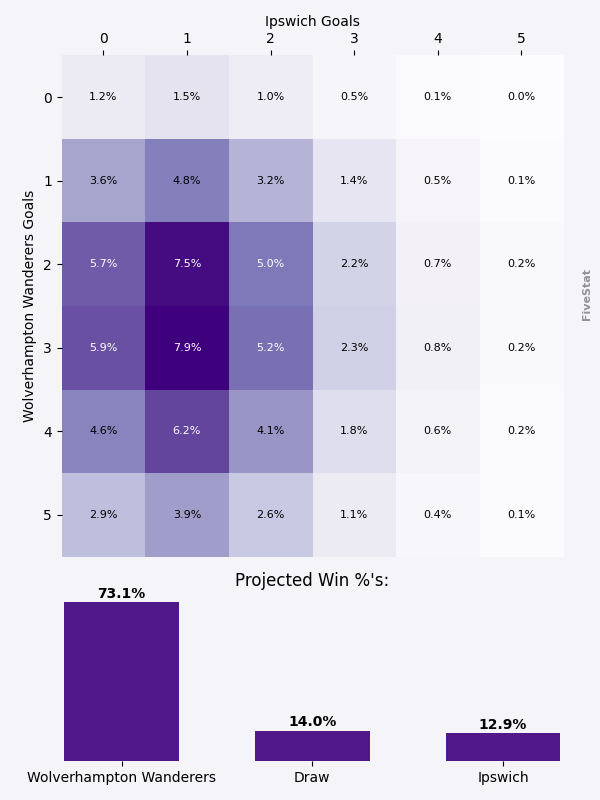 Ipswich Goals
0 1 2 3 4 5
Wolverhampton Wanderers Goals
0 1.2% 1.5% 1.0% 0.5% 0.1% 0.0%
1 3.6% 4.8% 3.2% 1.4% 0.5% 0.1%
2 5.7% 7.5% 5.0% 2.2% 0.7% 0.2%
3 5.9% 7.9% 5.2% 2.3% 0.8% 0.2%
4 4.6% 6.2% 4.1% 1.8% 0.6% 0.2%
5 2.9% 3.9% 2.6% 1.1% 0.4% 0.1%
FiveStat
Projected Win %'s:
73.1% 14.0% 12.9%
Wolverhampton Wanderers Draw Ipswich